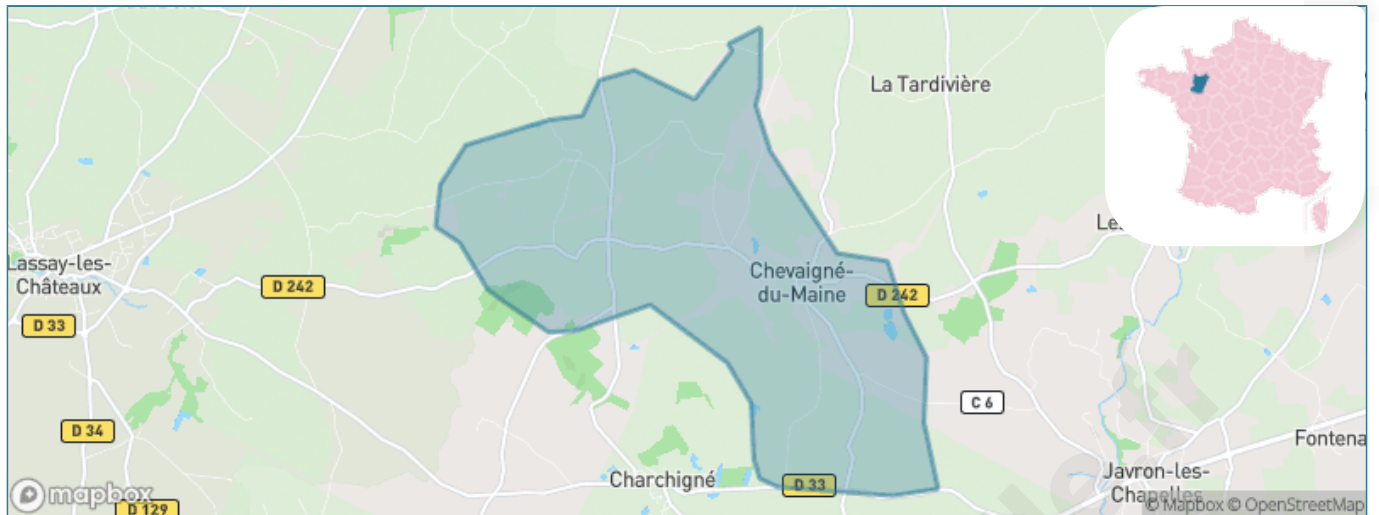 La Tardivière
Le
Lassay-les-
Châteaux
D 242
Chevaigné-
du-Maine
D 242
D 33
C 6
D 34
Fontena
Charchigné
D 33
Javron-les-
Chapelles
mapbox
D 129
© Mapbox © OpenStreetMap